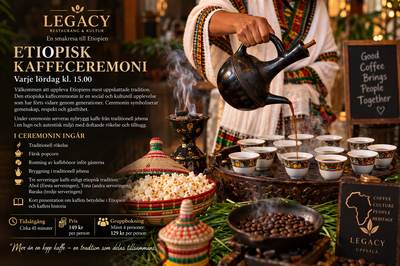 LEGACY
RESTAURANG & KULTUR
En smakresa till Etiopien
ETIOPISK
KAFFECEREMONI
Varje lördag kl. 15.00
Välkommen att uppleva Etiopiens mest uppskattade tradition.
Den etiopiska kaffeceremonin är en social och kulturell upplevelse
som har förts vidare genom generationer. Ceremonin symboliserar
gemenskap, respekt och gästfrihet.
Under ceremonin serveras nybryggt kaffe från traditionell jebena
i en lugn och autentisk miljö med doftande rökelse och tilltugg.
I CEREMONIN INGÅR
Traditionell rökelse
Färsk popcorn
Rostning av kaffebönor inför gästerna
Bryggning i traditionell jebena
Tre serveringar kaffe enligt etiopisk tradition:
Abol (första serveringen), Tona (andra serveringen),
Baraka (tredje serveringen)
Kort presentation om kaffets betydelse i Etiopien
och kaffets historia
Tidsåtgång
Cirka 45 minuter
Pris
149 kr
per person
Gruppbokning
Minst 4 personer:
129 kr per person
Mer än en kopp kaffe – en tradition som delas tillsammans.
Good
Coffee
Brings
People
Together
COFFEE
CULTURE
PEOPLE
HERITAGE
LEGACY
UPPSALA